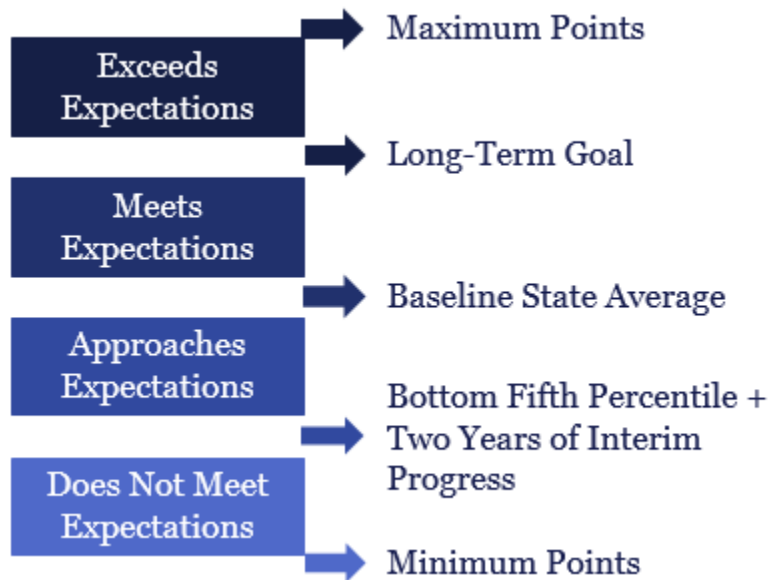 Maximum Points
Exceeds
Expectations
Long-Term Goal
Meets
Expectations
Baseline State Average
Approaches
Expectations
Bottom Fifth Percentile +
Two Years of Interim
Progress
Does Not Meet
Expectations
Minimum Points